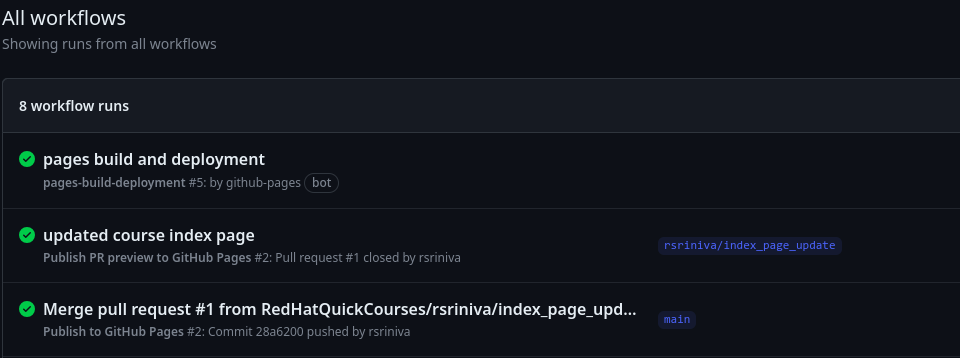 All workflows
Showing runs from all workflows
8 workflow runs
pages build and deployment
pages-build-deployment #5: by github-pages bot
updated course index page
rsriniva/index_page_update
Publish PR preview to GitHub Pages #2: Pull request #1 closed by rsriniva
Merge pull request #1 from RedHatQuickCourses/rsriniva/index_page_upd...
main
Publish to GitHub Pages #2: Commit 28a6200 pushed by rsriniva